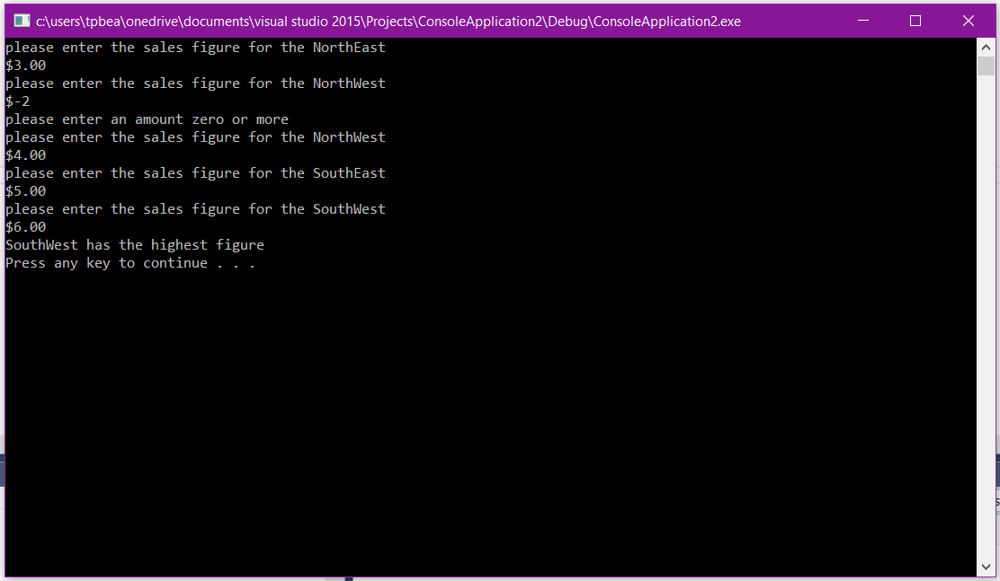 c:\users\tpbea\onedrive\documents\visual studio 2015\Projects\ConsoleApplication2\Debug\ConsoleApplication2.exe
please enter the sales figure for the NorthEast
$3.00
please enter the sales figure for the NorthWest
$-2
please enter an amount zero or more
please enter the sales figure for the NorthWest
$4.00
please enter the sales figure for the SouthEast
$5.00
please enter the sales figure for the SouthWest
$6.00
SouthWest has the highest figure
Press any key to continue . . .